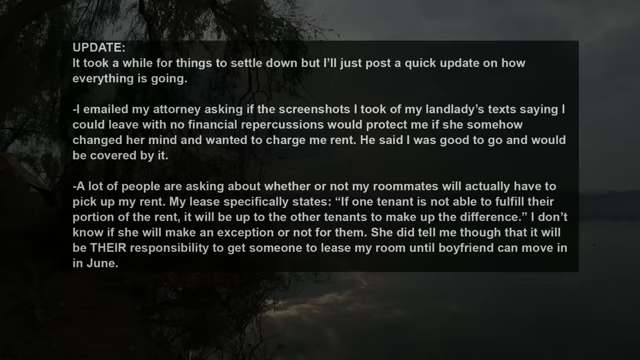 UPDATE:
It took a while for things to settle down but I'll just post a quick update on how
everything is going.
-I emailed my attorney asking if the screenshots I took of my landlady's texts saying I
could leave with no financial repercussions would protect me if she somehow
changed her mind and wanted to charge me rent. He said I was good to go and would
be covered by it.
-A lot of people are asking about whether or not my roommates will actually have to
pick up my rent. My lease specifically states: “If one tenant is not able to fulfill their
portion of the rent, it will be up to the other tenants to make up the difference.” I don't
know if she will make an exception or not for them. She did tell me though that it will
be THEIR responsibility to get someone to lease my room until boyfriend can move in
in June.